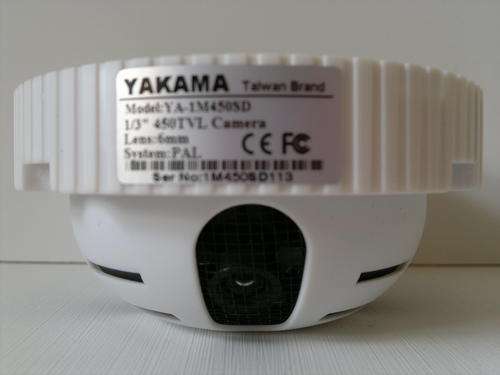 YAKAMA Taiwan Brand
Model:YA-1M450SD
1/3" 450TVL Camera
Lens:6mm
System:PAL
CE FC
Ser No:1M450SD113